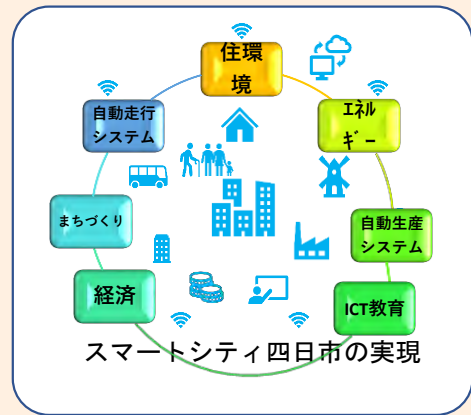 住環
境
エネル
ギー
自動走行
システム
まちづくり
自動生産
システム
経済
ICT教育
スマートシティ四日市の実現